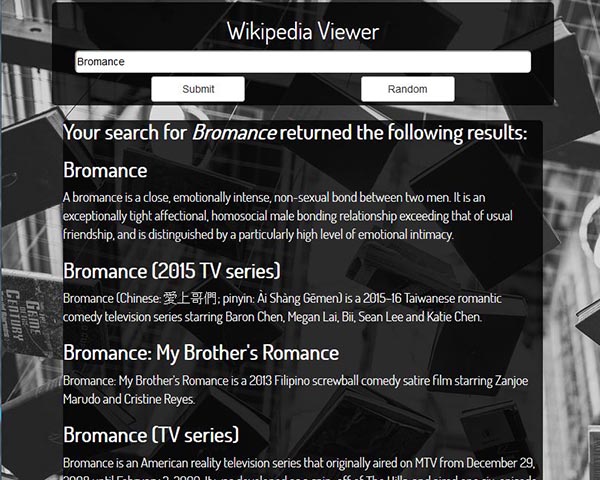 Wikipedia Viewer
Bromance
Submit
Random
Your search for Bromance returned the following results:
Bromance
A bromance is a close, emotionally intense, non-sexual bond between two men. It is an
exceptionally tight affectional, homosocial male bonding relationship exceeding that of usual
friendship, and is distinguished by a particularly high level of emotional intimacy.
Bromance (2015 TV series)
Bromance (Chinese: 愛上哥們; pinyin: Ài Shàng Gēmen) is a 2015–16 Taiwanese romantic
comedy television series starring Baron Chen, Megan Lai, Bii, Sean Lee and Katie Chen.
GAME
CENTURY
Bromance: My Brother's Romance
Bromance: My Brother's Romance is a 2013 Filipino screwball comedy satire film starring Zanjoe
Marudo and Cristine Reyes.
Bromance (TV series)
Bromance is an American reality television series that originally aired on MTV from December 29,